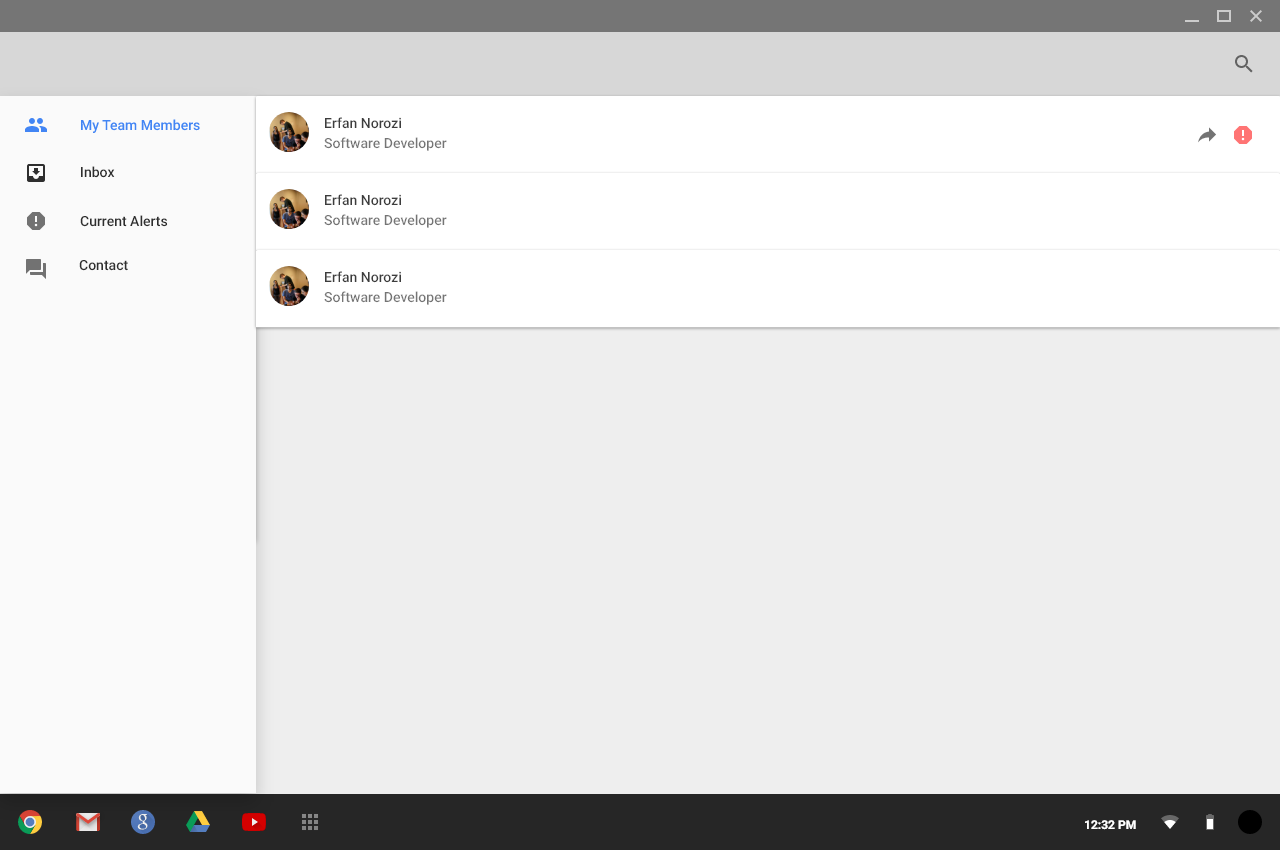 My Team Members
Inbox
Current Alerts
Contact
Erfan Norozi
Software Developer
Erfan Norozi
Software Developer
Erfan Norozi
Software Developer
g
12:32 PM